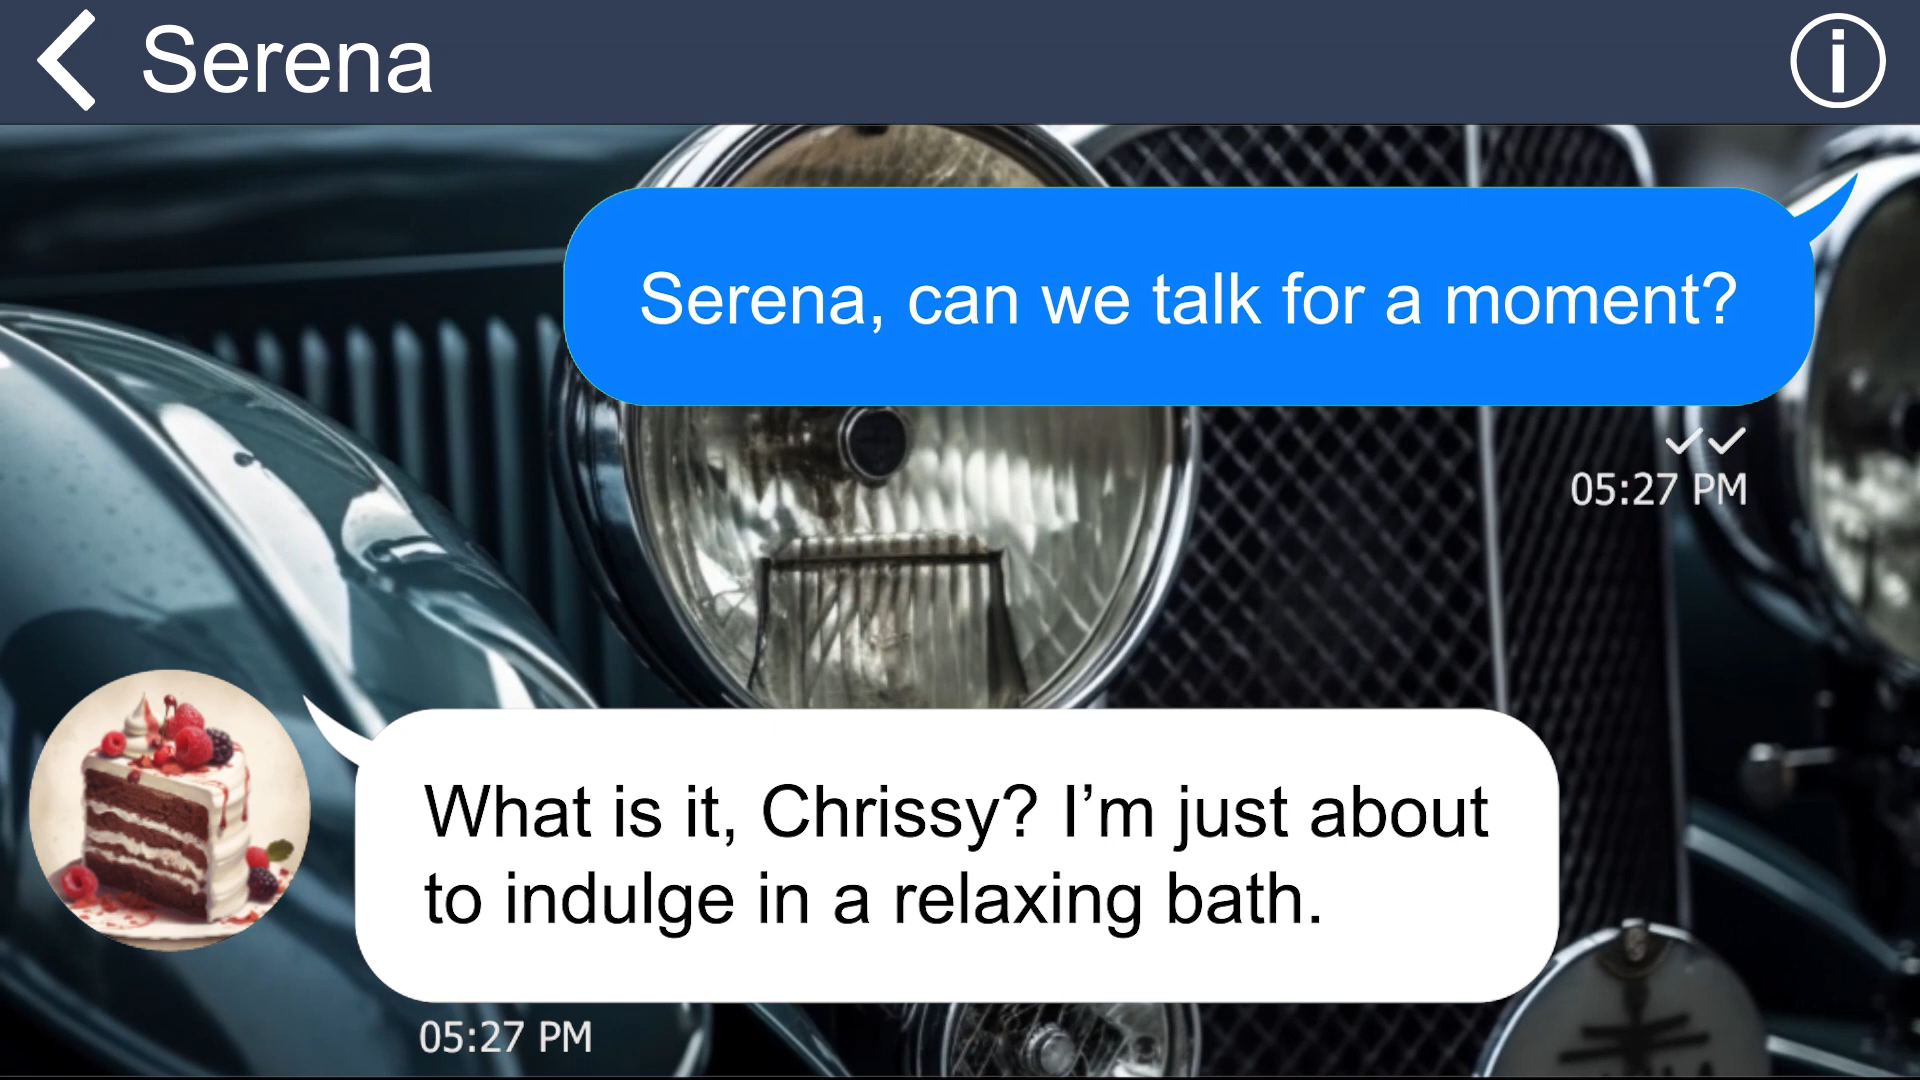 Serena
Serena, can we talk for a moment?
05:27 PM
What is it, Chrissy? I’m just about
to indulge in a relaxing bath.
05:27 PM